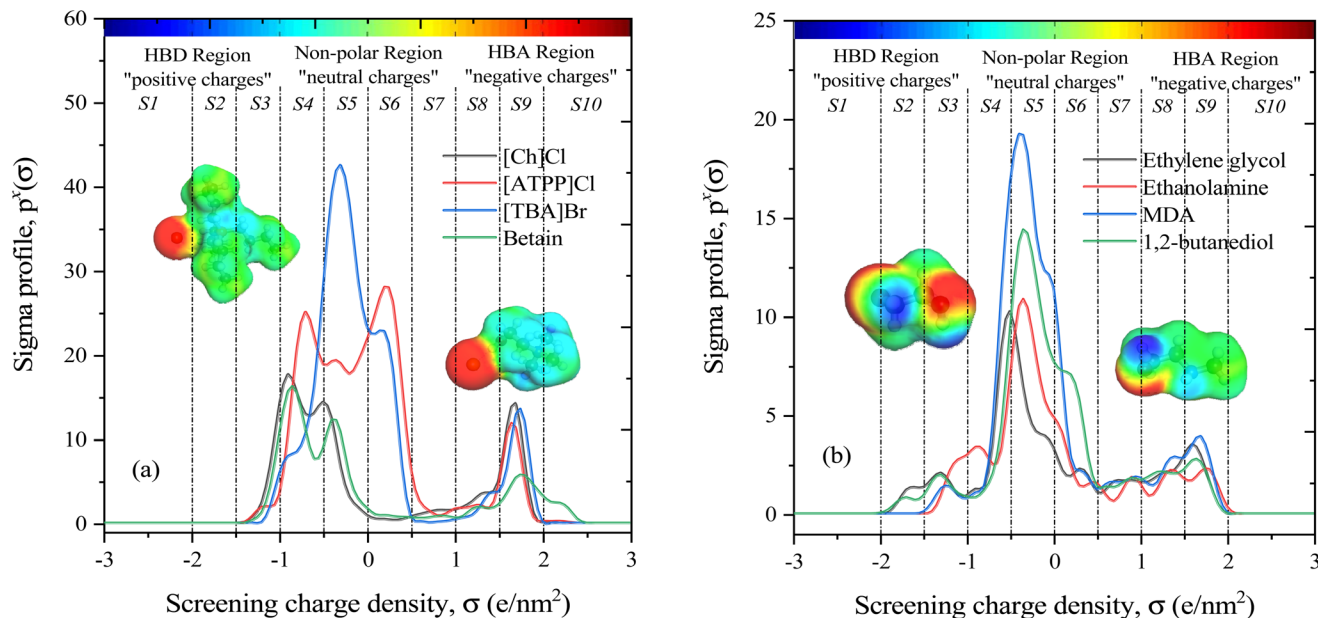 60
50
40
30
20
10
0
Sigma profile, pˣ(σ)
HBD Region
"positive charges"
Non-polar Region
"neutral charges"
HBA Region
"negative charges"
S1 S2 S3 S4 S5 S6 S7 S8 S9 S10
[Ch]Cl
[ATPP]Cl
[TBA]Br
Betain
(a)
-3 -2 -1 0 1 2 3
Screening charge density, σ (e/nm²)
25
20
15
10
5
0
Sigma profile, pˣ(σ)
HBD Region
"positive charges"
Non-polar Region
"neutral charges"
HBA Region
"negative charges"
S1 S2 S3 S4 S5 S6 S7 S8 S9 S10
Ethylene glycol
Ethanolamine
MDA
1,2-butanediol
(b)
-3 -2 -1 0 1 2 3
Screening charge density, σ (e/nm²)